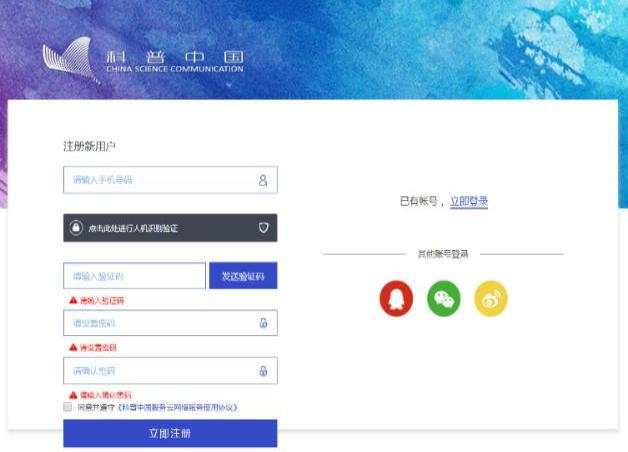 科普中国
CHINA SCIENCE COMMUNICATION
注册新用户
请输入手机号码
点击此处进行人机识别验证
请输入验证码
发送验证码
请输入验证码
请设置密码
请设置密码
请确认密码
请输入确认密码
同意并遵守《科普中国服务云网络服务使用协议》
立即注册
已有帐号，立即登录
其他账号登录